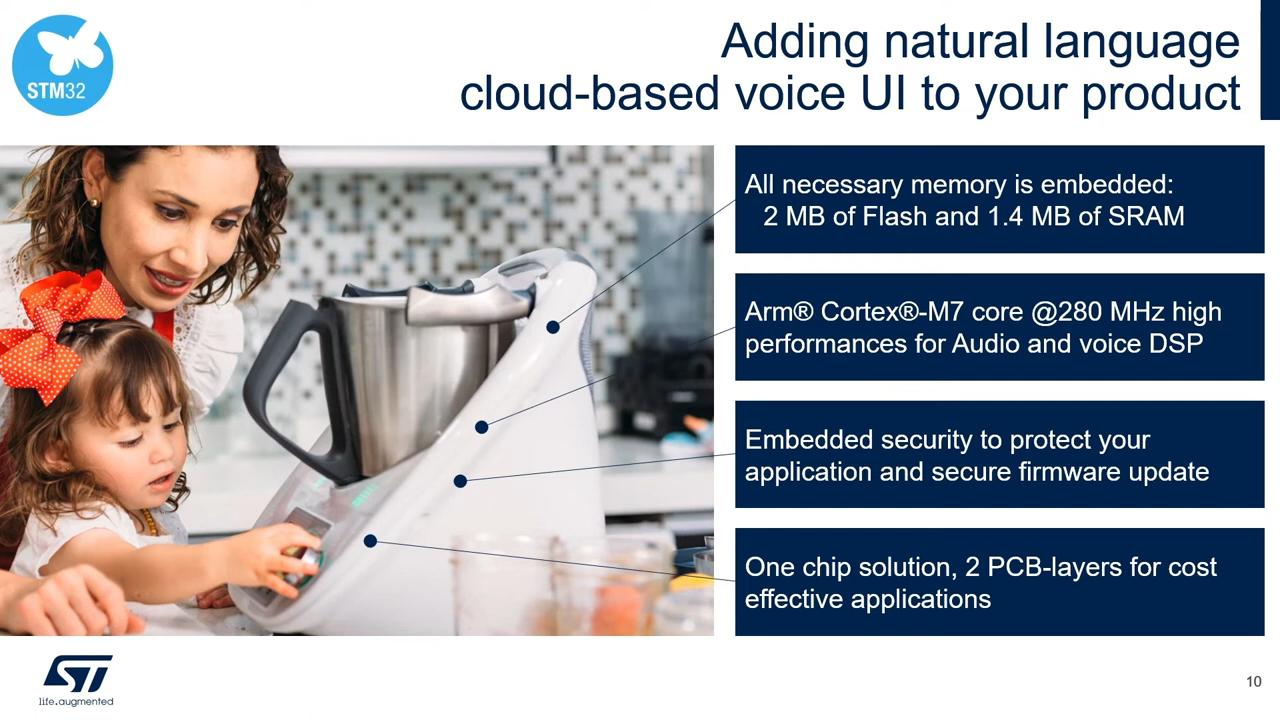 STM32
Adding natural language
cloud-based voice UI to your product
All necessary memory is embedded:
2 MB of Flash and 1.4 MB of SRAM
Arm® Cortex®-M7 core @280 MHz high
performances for Audio and voice DSP
Embedded security to protect your
application and secure firmware update
One chip solution, 2 PCB-layers for cost
effective applications
ST
life.augmented
10